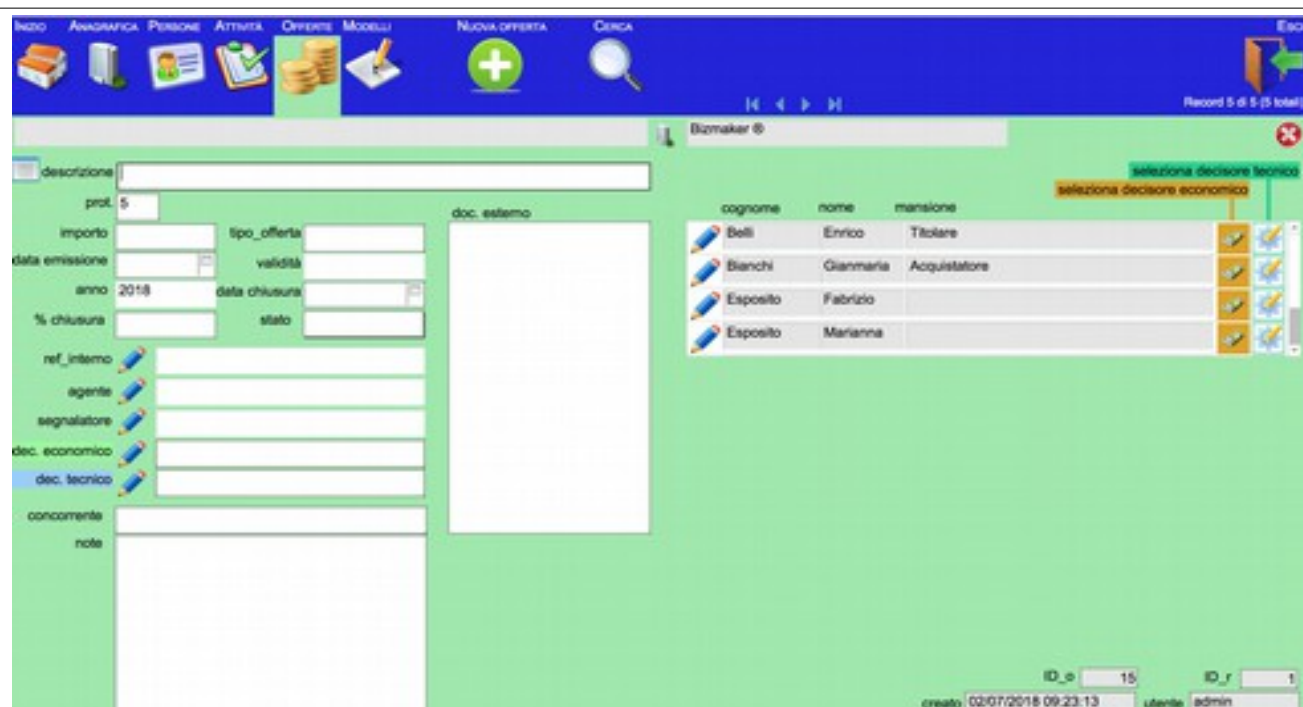 INIZIO ANAGRAFICA PERSONE ATTIVITÀ OFFERTE MODELLI NUOVA OFFERTA CERCA ESCI
Record 5 di 5 (5 totali)
Bizmaker ®
descrizione
prot. 5
importo tipo_offerta
data emissione validità
anno 2018 data chiusura
% chiusura stato
ref_interno
agente
segnalatore
dec. economico
dec. tecnico
concorrente
note
doc. esterno
seleziona decisore tecnico
seleziona decisore economico
cognome nome mansione
Belli Enrico Titolare
Bianchi Gianmaria Acquistatore
Esposito Fabrizio
Esposito Marianna
ID_o 15 ID_r 1
creato 02/07/2018 09:23:13 utente admin